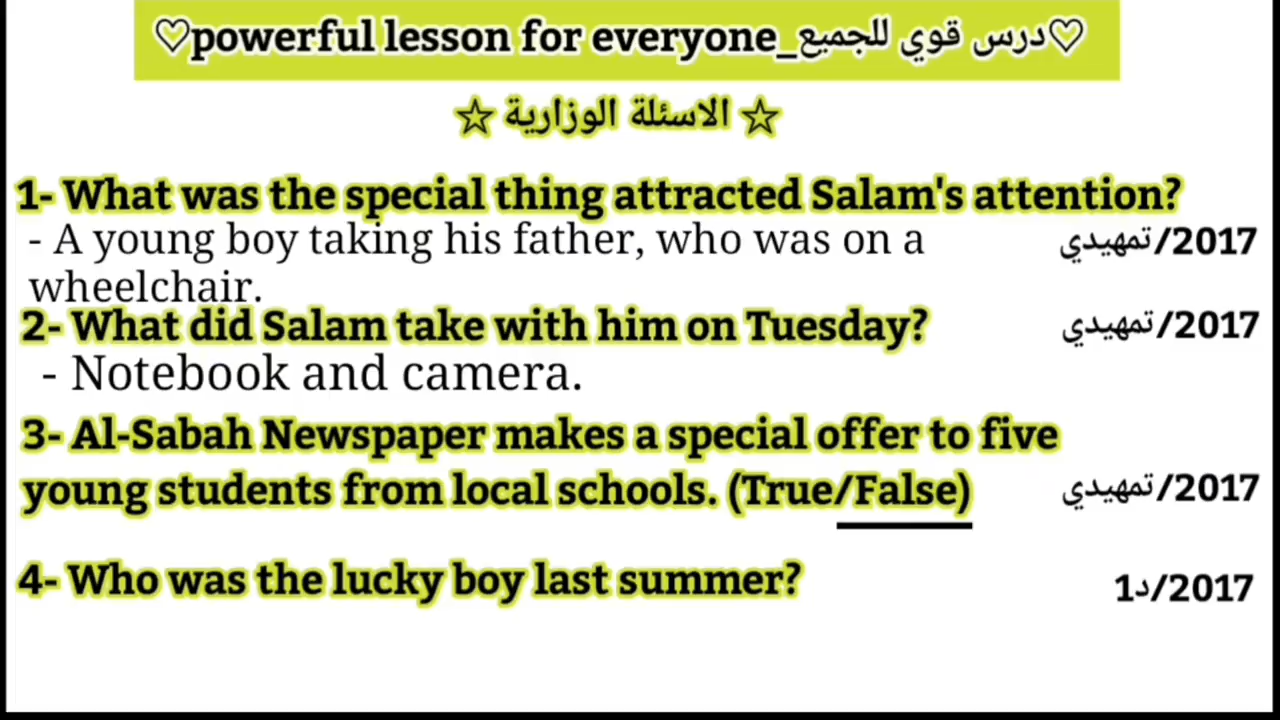 ♡powerful lesson for everyone_درس قوي للجميع♡
☆ الاسئلة الوزارية ☆
1- What was the special thing attracted Salam's attention?
- A young boy taking his father, who was on a
2017/تمهيدي
wheelchair.
2- What did Salam take with him on Tuesday?
2017/تمهيدي
- Notebook and camera.
3- Al-Sabah Newspaper makes a special offer to five
young students from local schools. (True/False)
2017/تمهيدي
4- Who was the lucky boy last summer?
2017/د1